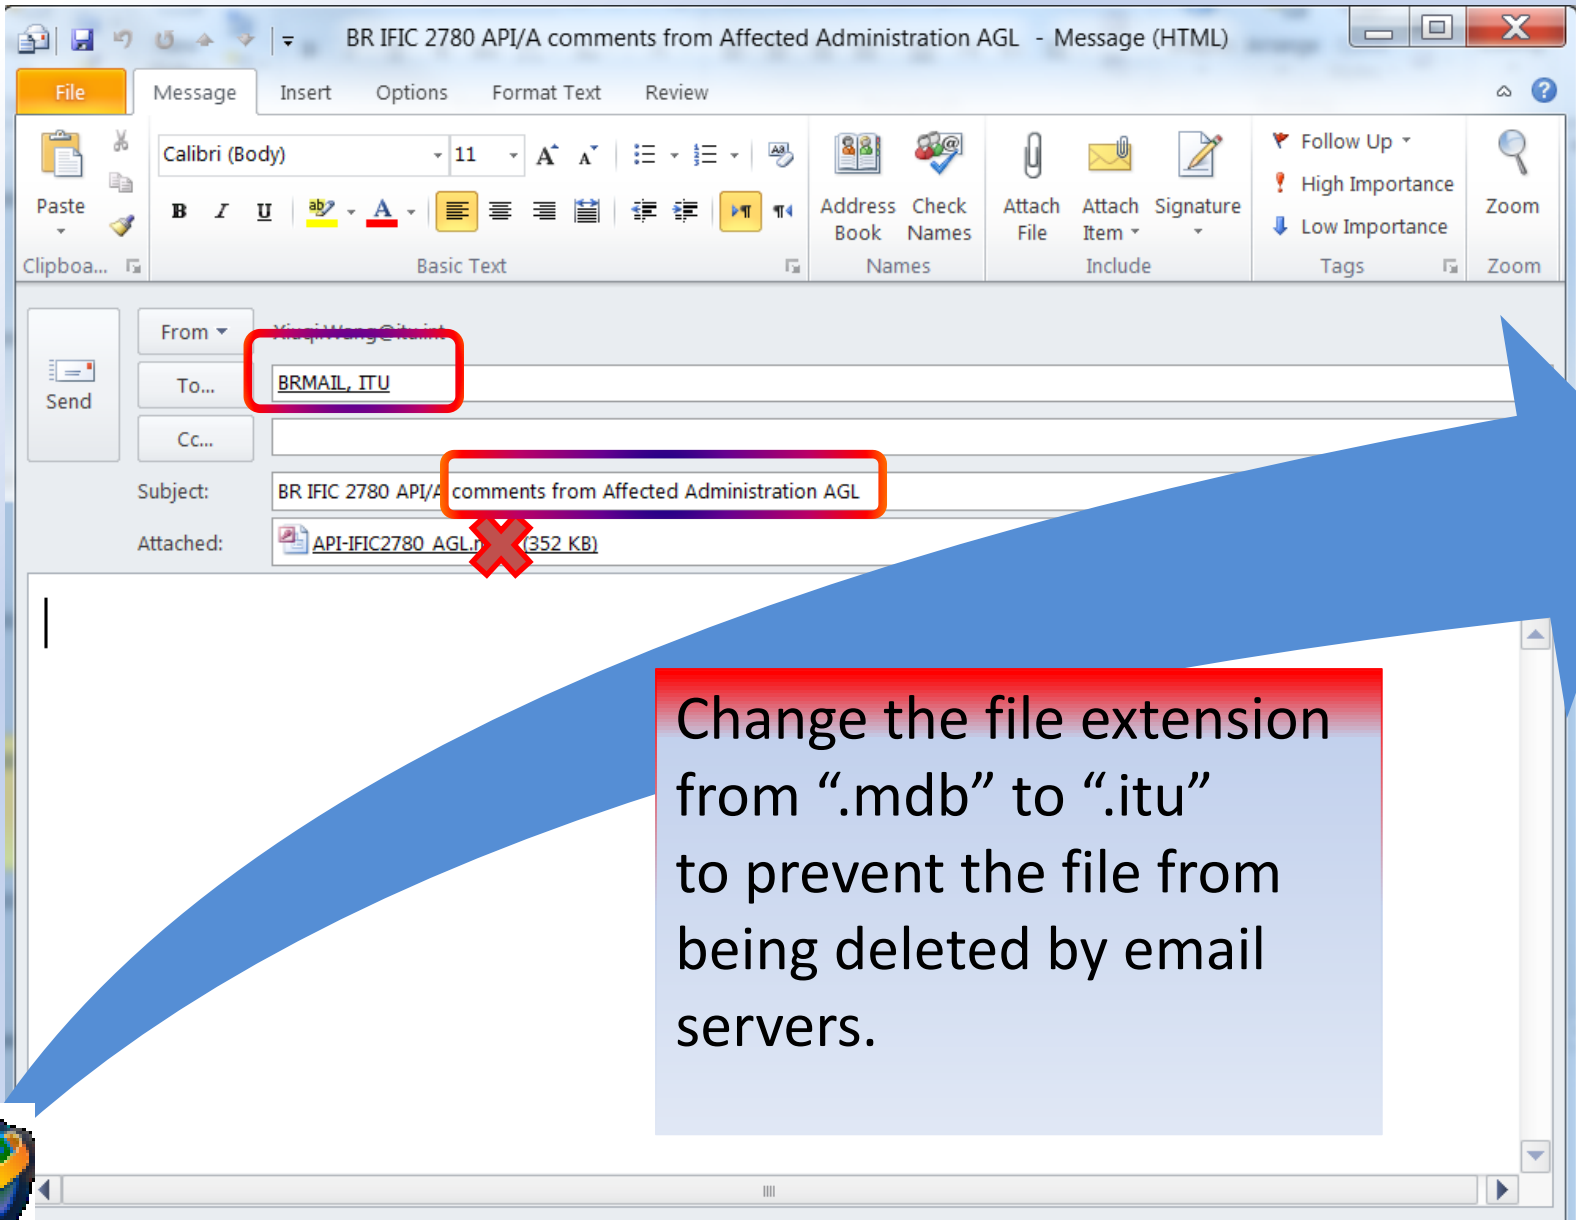 BR IFIC 2780 API/A comments from Affected Administration AGL - Message (HTML)
File Message Insert Options Format Text Review
Calibri (Body) 11
Paste
B I U
Address Book
Check Names
Attach File
Attach Item
Signature
Follow Up
High Importance
Low Importance
Zoom
Clipboa... Basic Text Names Include Tags Zoom
Send
From
To... BRMAIL, ITU
Cc...
Subject: BR IFIC 2780 API/A comments from Affected Administration AGL
Attached: API-IFIC2780 AGL. (352 KB)
Change the file extension
from “.mdb” to “.itu”
to prevent the file from
being deleted by email
servers.